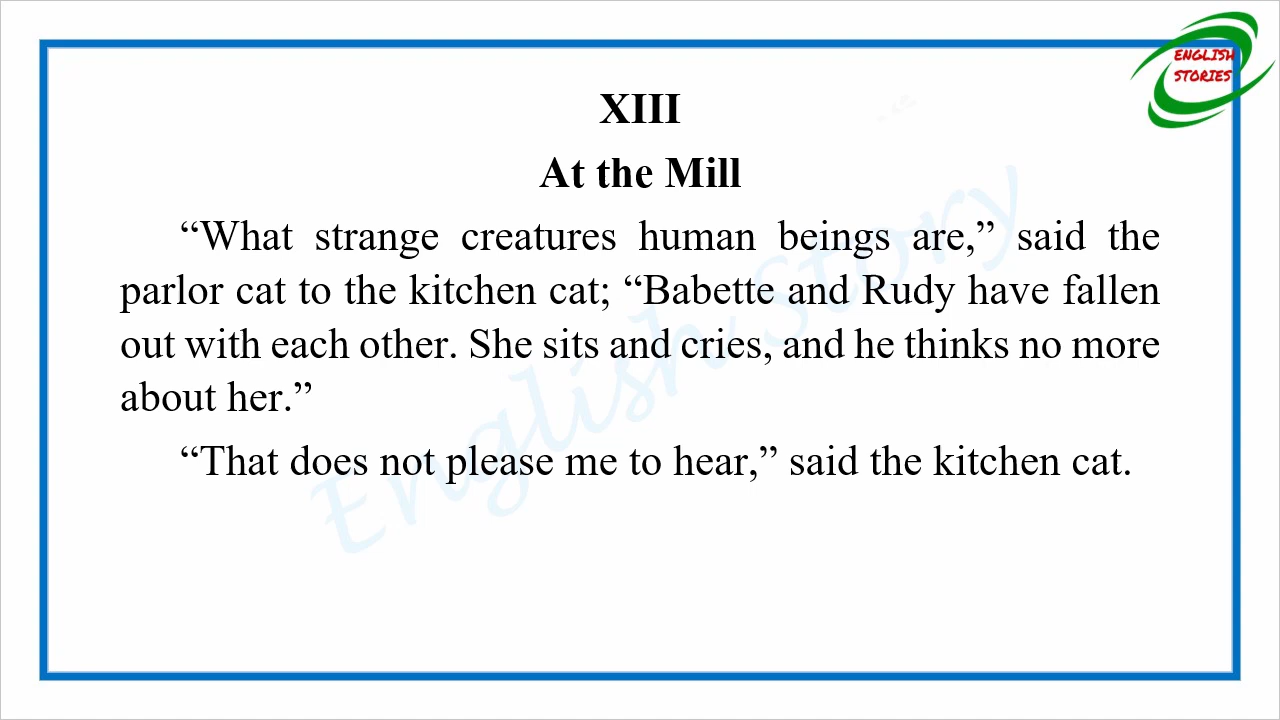 ENGLISH
STORIES
XIII
At the Mill
“What strange creatures human beings are,” said the
parlor cat to the kitchen cat; “Babette and Rudy have fallen
out with each other. She sits and cries, and he thinks no more
about her.”
“That does not please me to hear,” said the kitchen cat.
English Story